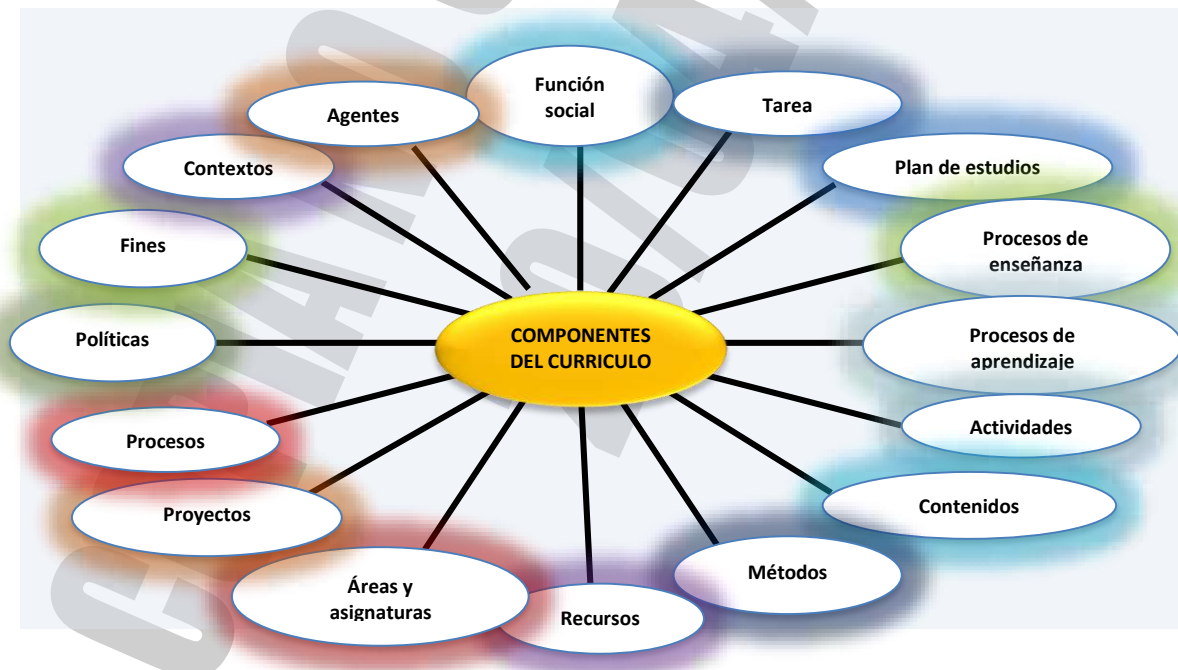 Función
social
Tarea
Plan de estudios
Procesos de
enseñanza
Procesos de
aprendizaje
Actividades
Contenidos
Métodos
Recursos
Áreas y
asignaturas
Proyectos
Procesos
Políticas
Fines
Contextos
Agentes
COMPONENTES
DEL CURRICULO